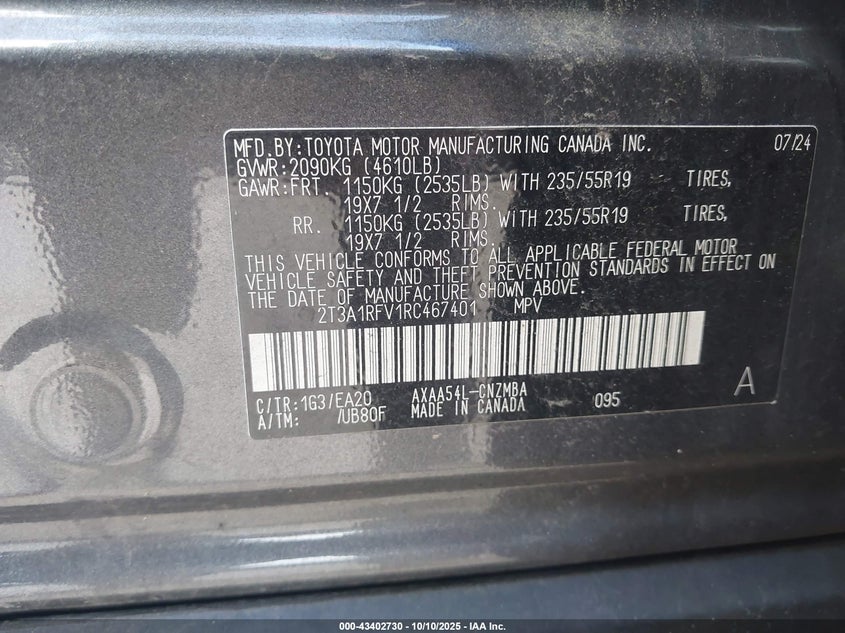 MFD.BY:TOYOTA MOTOR MANUFACTURING CANADA INC. 07/24
GVWR:2090KG (4610LB)
GAWR:FRT. 1150KG (2535LB) WITH 235/55R19 TIRES,
19X7 1/2 RIMS.
RR. 1150KG (2535LB) WITH 235/55R19 TIRES,
19X7 1/2 RIMS.
THIS VEHICLE CONFORMS TO ALL APPLICABLE FEDERAL MOTOR
VEHICLE SAFETY AND THEFT PREVENTION STANDARDS IN EFFECT ON
THE DATE OF MANUFACTURE SHOWN ABOVE.
2T3A1RFV1RC467401 MPV
C/TR:1G3/EA20 AXAA54L-CNZMBA 095 A
A/TM: /UB80F MADE IN CANADA
000-43402730 - 10/10/2025 - IAA Inc.